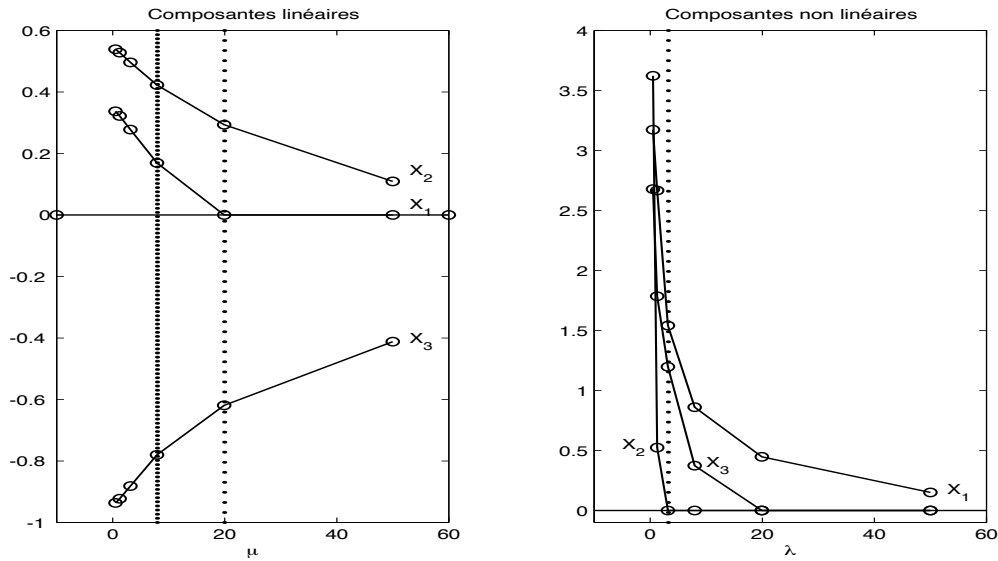 Composantes linéaires
0.6
0.4
0.2
0
-0.2
-0.4
-0.6
-0.8
-1
X2
X1
X3
0
20
40
60
μ
Composantes non linéaires
4
3.5
3
2.5
2
1.5
1
0.5
0
X2
X3
X1
0
20
40
60
λ